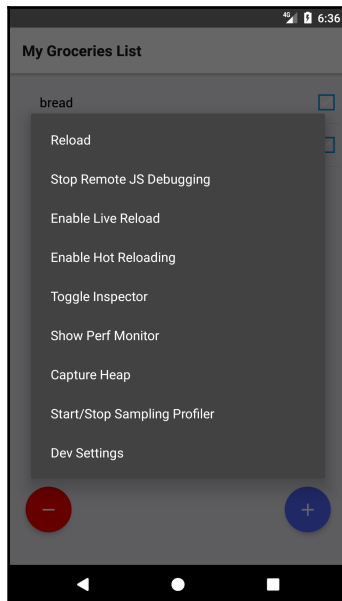 4G 6:36
My Groceries List
bread
Reload
Stop Remote JS Debugging
Enable Live Reload
Enable Hot Reloading
Toggle Inspector
Show Perf Monitor
Capture Heap
Start/Stop Sampling Profiler
Dev Settings